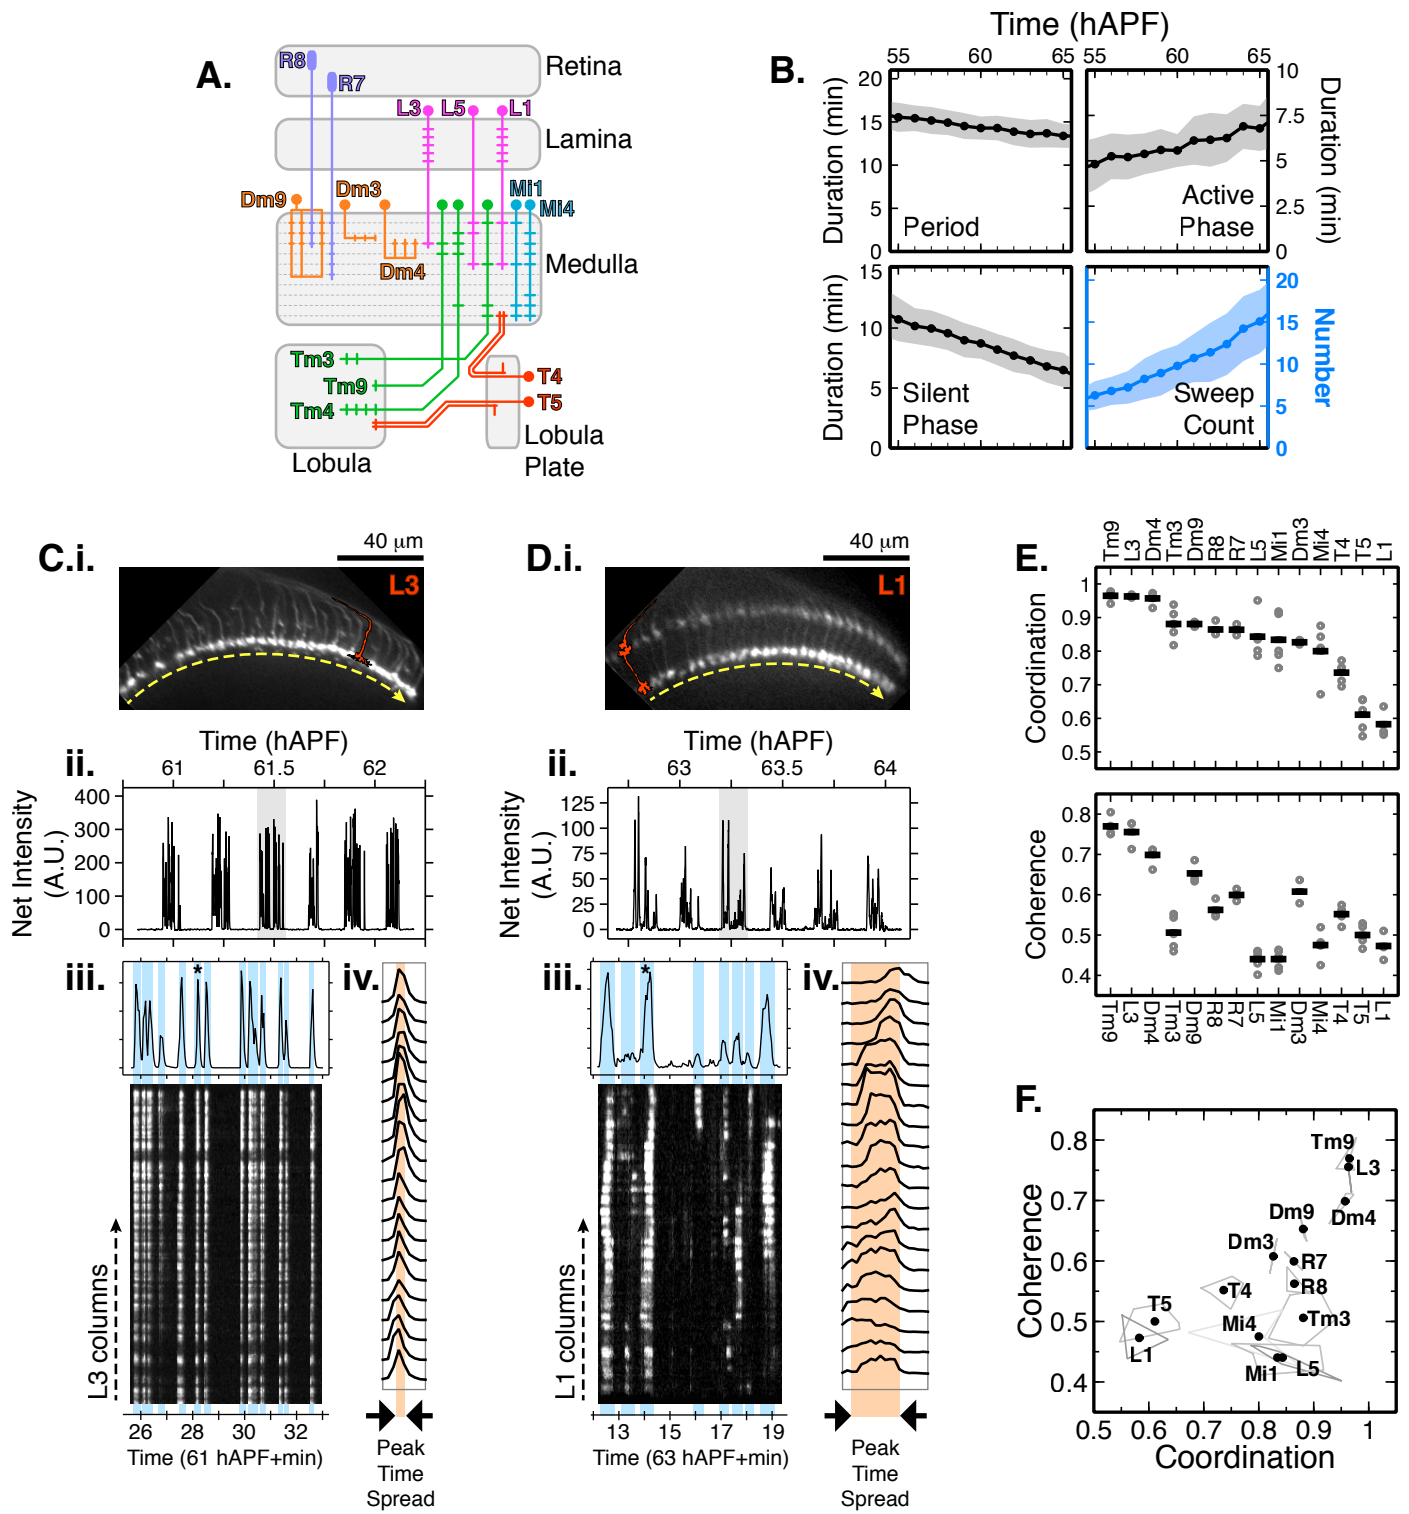 A.
R8
R7
Retina
L3 L5 L1
Lamina
Dm9
Dm3
Mi1
Mi4
Dm4
Medulla
Tm3
Tm9
Tm4
T4
T5
Lobula
Lobula
Plate
B.
Time (hAPF)
55 60 65 55 60 65
Duration (min)
20
15
10
5
0
Period
10
7.5
5
2.5
0
Duration (min)
Active
Phase
Duration (min)
15
10
5
0
Silent
Phase
20
15
10
5
0
Number
Sweep
Count
C.i.
40 μm
L3
ii.
Time (hAPF)
61 61.5 62
Net Intensity
(A.U.)
400
300
200
100
0
iii.
*
iv.
L3 columns
26 28 30 32
Time (61 hAPF+min)
Peak
Time
Spread
D.i.
40 μm
L1
ii.
Time (hAPF)
63 63.5 64
Net Intensity
(A.U.)
125
100
75
50
25
0
iii.
*
iv.
L1 columns
13 15 17 19
Time (63 hAPF+min)
Peak
Time
Spread
E.
Tm9 L3 Dm4 Tm3 Dm9 R8 R7 L5 Mi1 Dm3 Mi4 T4 T5 L1
Coordination
1
0.9
0.8
0.7
0.6
0.5
Coherence
0.8
0.7
0.6
0.5
0.4
Tm9 L3 Dm4 Tm3 Dm9 R8 R7 L5 Mi1 Dm3 Mi4 T4 T5 L1
F.
Coherence
0.8
0.7
0.6
0.5
0.4
Tm9
L3
Dm4
Dm9
Dm3
R7
R8
T4
Tm3
T5
Mi4
L1
Mi1
L5
0.5 0.6 0.7 0.8 0.9 1
Coordination